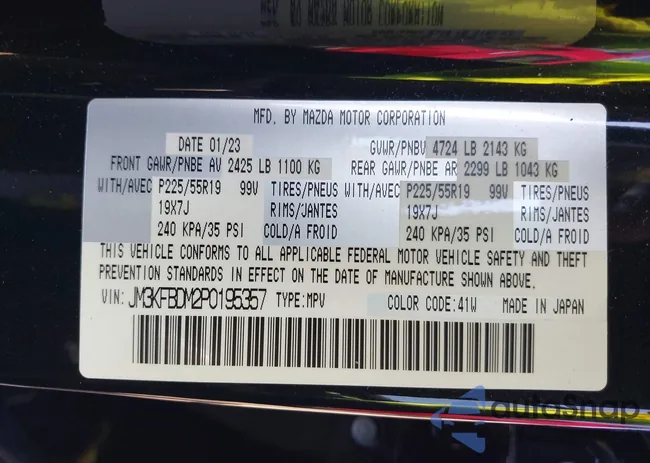 MFD. BY MAZDA MOTOR CORPORATION
DATE 01/23 GVWR/PNBV 4724 LB 2143 KG
FRONT GAWR/PNBE AV 2425 LB 1100 KG REAR GAWR/PNBE AR 2299 LB 1043 KG
WITH/AVEC P225/55R19 99V TIRES/PNEUS WITH/AVEC P225/55R19 99V TIRES/PNEUS
19X7J RIMS/JANTES 19X7J RIMS/JANTES
240 KPA/35 PSI COLD/A FROID 240 KPA/35 PSI COLD/A FROID
THIS VEHICLE CONFORMS TO ALL APPLICABLE FEDERAL MOTOR VEHICLE SAFETY AND THEFT
PREVENTION STANDARDS IN EFFECT ON THE DATE OF MANUFACTURE SHOWN ABOVE.
VIN: JM3KFBDM2P0195357 TYPE:MPV COLOR CODE:41W MADE IN JAPAN
autoSnap